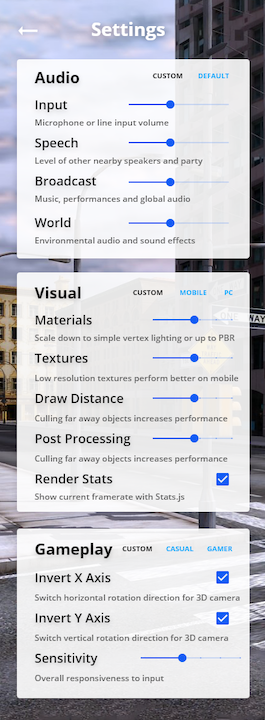 Settings
Audio CUSTOM DEFAULT
Input
Microphone or line input volume
Speech
Level of other nearby speakers and party
Broadcast
Music, performances and global audio
World
Environmental audio and sound effects
Visual CUSTOM MOBILE PC
Materials
Scale down to simple vertex lighting or up to PBR
Textures
Low resolution textures perform better on mobile
Draw Distance
Culling far away objects increases performance
Post Processing
Culling far away objects increases performance
Render Stats
Show current framerate with Stats.js
Gameplay CUSTOM CASUAL GAMER
Invert X Axis
Switch horizontal rotation direction for 3D camera
Invert Y Axis
Switch vertical rotation direction for 3D camera
Sensitivity
Overall responsiveness to input